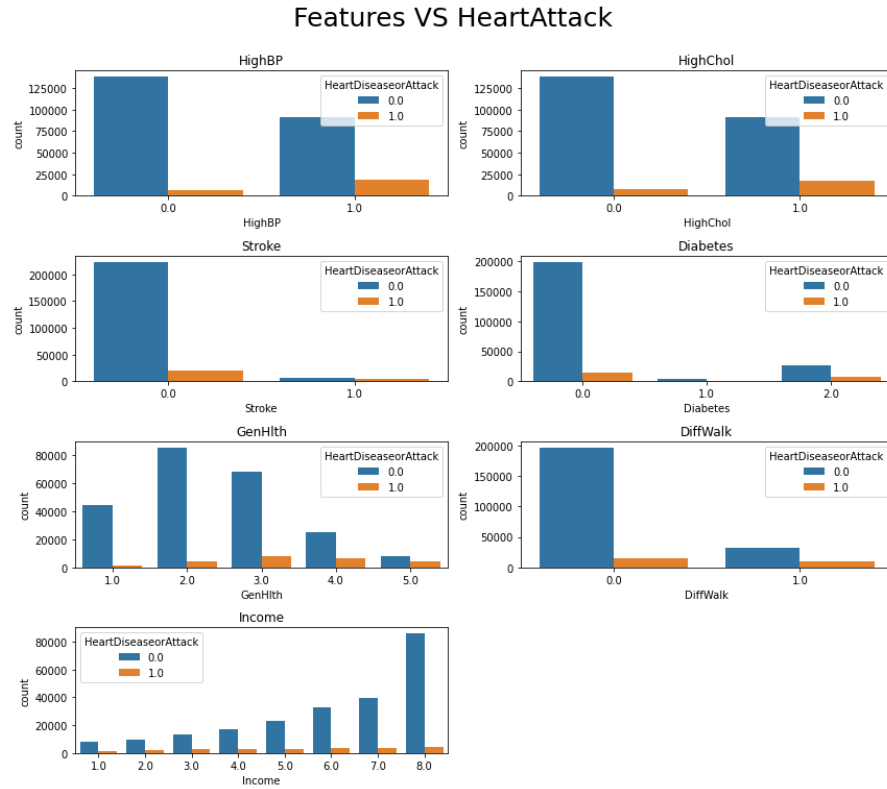 Features VS HeartAttack
HighBP
HeartDiseaseorAttack
0.0
1.0
125000
100000
75000
50000
25000
0
count
0.0 1.0
HighBP
HighChol
HeartDiseaseorAttack
0.0
1.0
125000
100000
75000
50000
25000
0
count
0.0 1.0
HighChol
Stroke
HeartDiseaseorAttack
0.0
1.0
200000
150000
100000
50000
0
count
0.0 1.0
Stroke
Diabetes
HeartDiseaseorAttack
0.0
1.0
200000
150000
100000
50000
0
count
0.0 1.0 2.0
Diabetes
GenHlth
HeartDiseaseorAttack
0.0
1.0
80000
60000
40000
20000
0
count
1.0 2.0 3.0 4.0 5.0
GenHlth
DiffWalk
HeartDiseaseorAttack
0.0
1.0
200000
150000
100000
50000
0
count
0.0 1.0
DiffWalk
Income
HeartDiseaseorAttack
0.0
1.0
80000
60000
40000
20000
0
count
1.0 2.0 3.0 4.0 5.0 6.0 7.0 8.0
Income